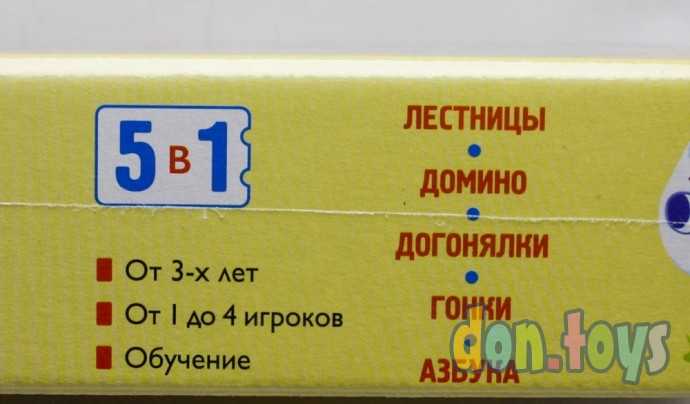 5 в 1
От 3-х лет
От 1 до 4 игроков
Обучение
ЛЕСТНИЦЫ
ДОМИНО
ДОГОНЯЛКИ
ГОНКИ
АЗБУКА
don.toys